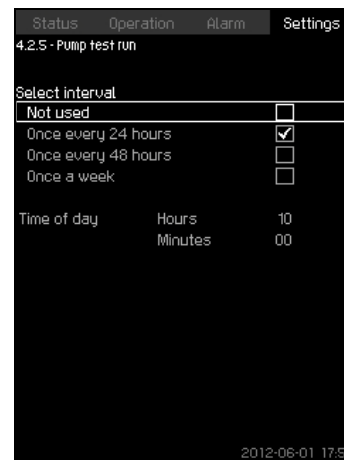 Status Operation Alarm Settings
4.2.5 - Pump test run
Select interval
Not used
Once every 24 hours
Once every 48 hours
Once a week
Time of day Hours 10
Minutes 00
2012-06-01